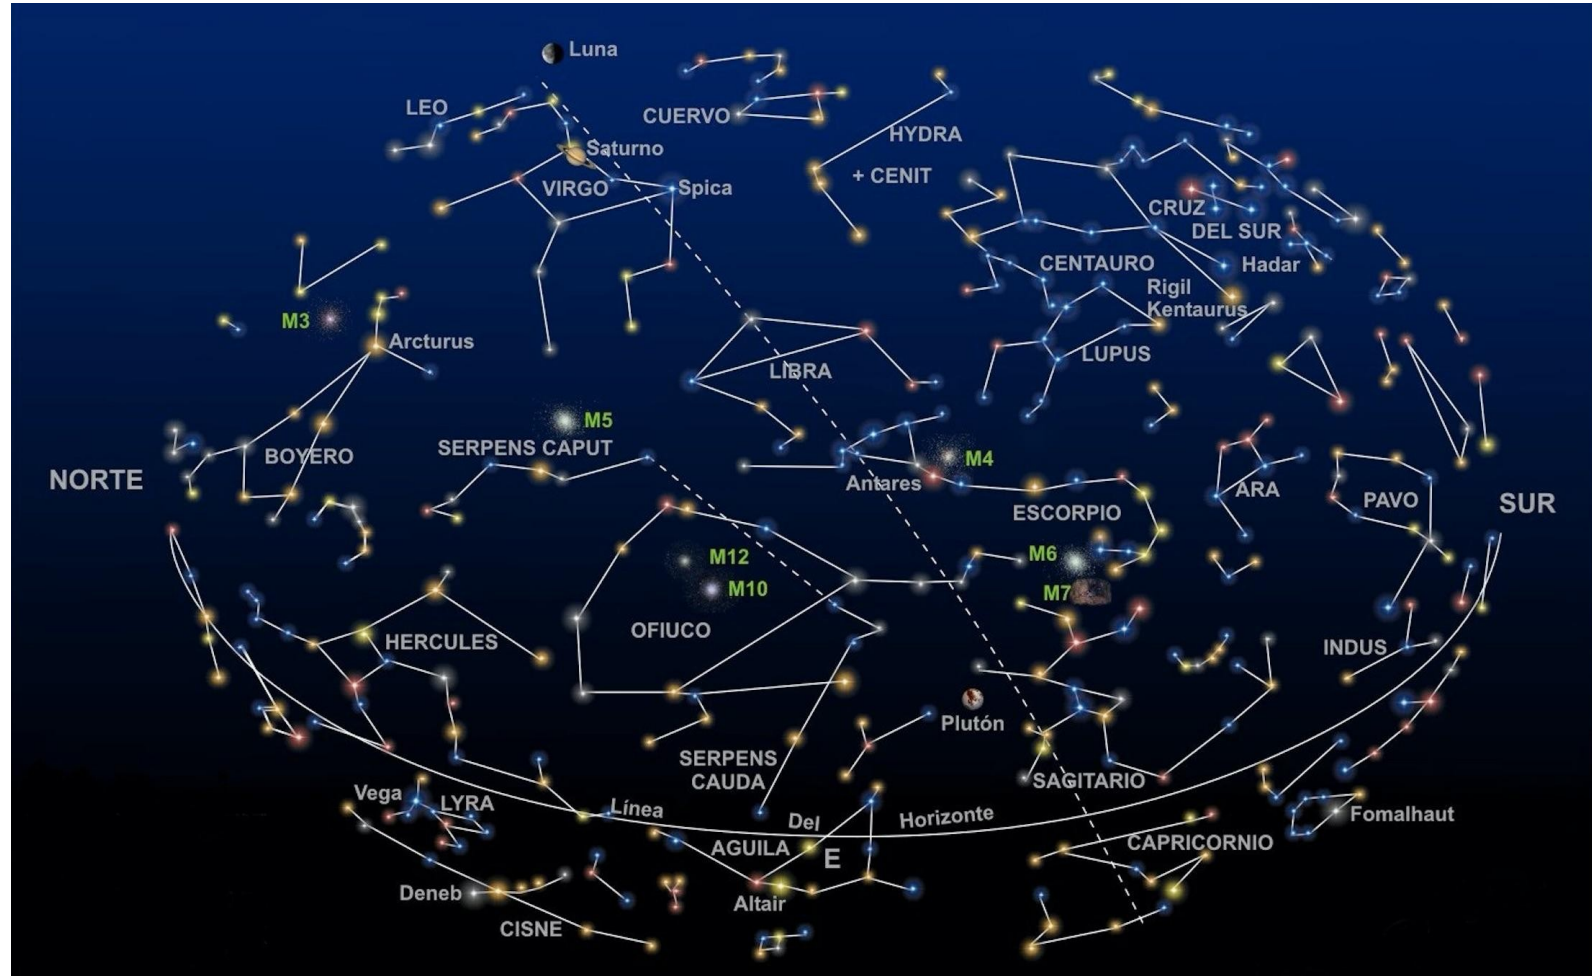 Luna
LEO
CUERVO
HYDRA
Saturno
+ CENIT
VIRGO
Spica
CRUZ
DEL SUR
CENTAURO
Hadar
Rigil
Kentaurus
M3
Arcturus
LUPUS
LIBRA
M5
SERPENS CAPUT
BOYERO
M4
NORTE
Antares
ARA
PAVO
SUR
ESCORPIO
M12
M6
M10
M7
OFIUCO
HERCULES
INDUS
Plutón
SERPENS
CAUDA
SAGITARIO
Vega
LYRA
Línea
Del
Horizonte
Fomalhaut
AGUILA
E
CAPRICORNIO
Deneb
Altair
CISNE